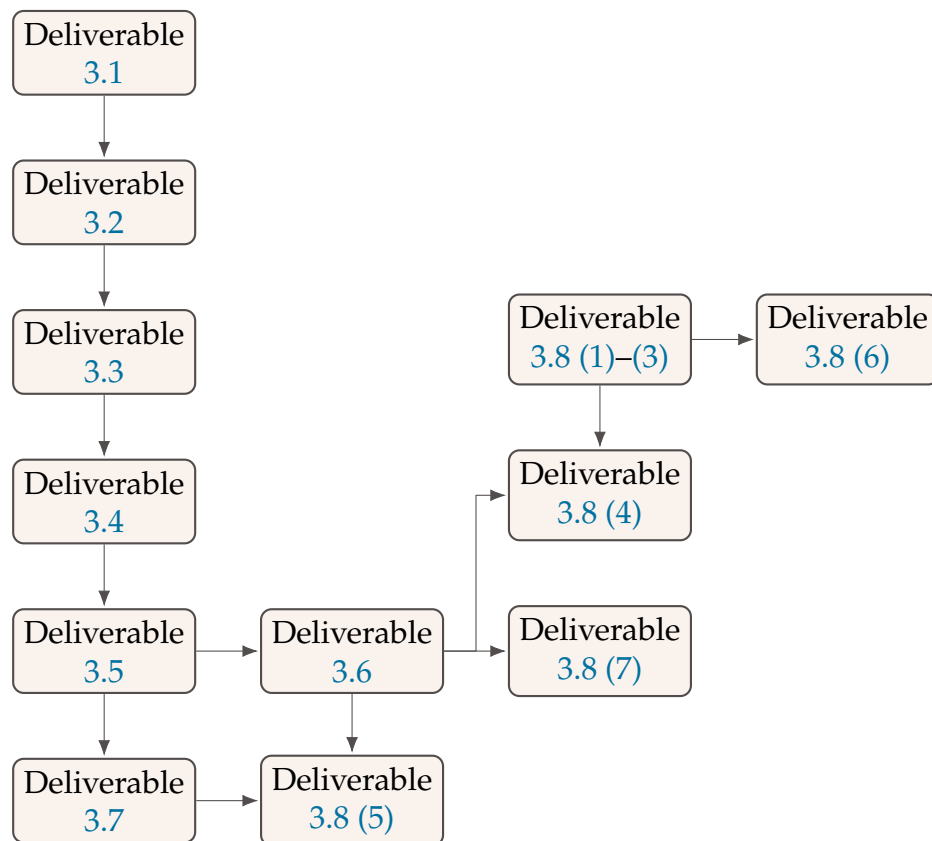 Deliverable
3.1
Deliverable
3.2
Deliverable
3.3
Deliverable
3.8 (1)–(3)
Deliverable
3.8 (6)
Deliverable
3.4
Deliverable
3.8 (4)
Deliverable
3.5
Deliverable
3.6
Deliverable
3.8 (7)
Deliverable
3.7
Deliverable
3.8 (5)